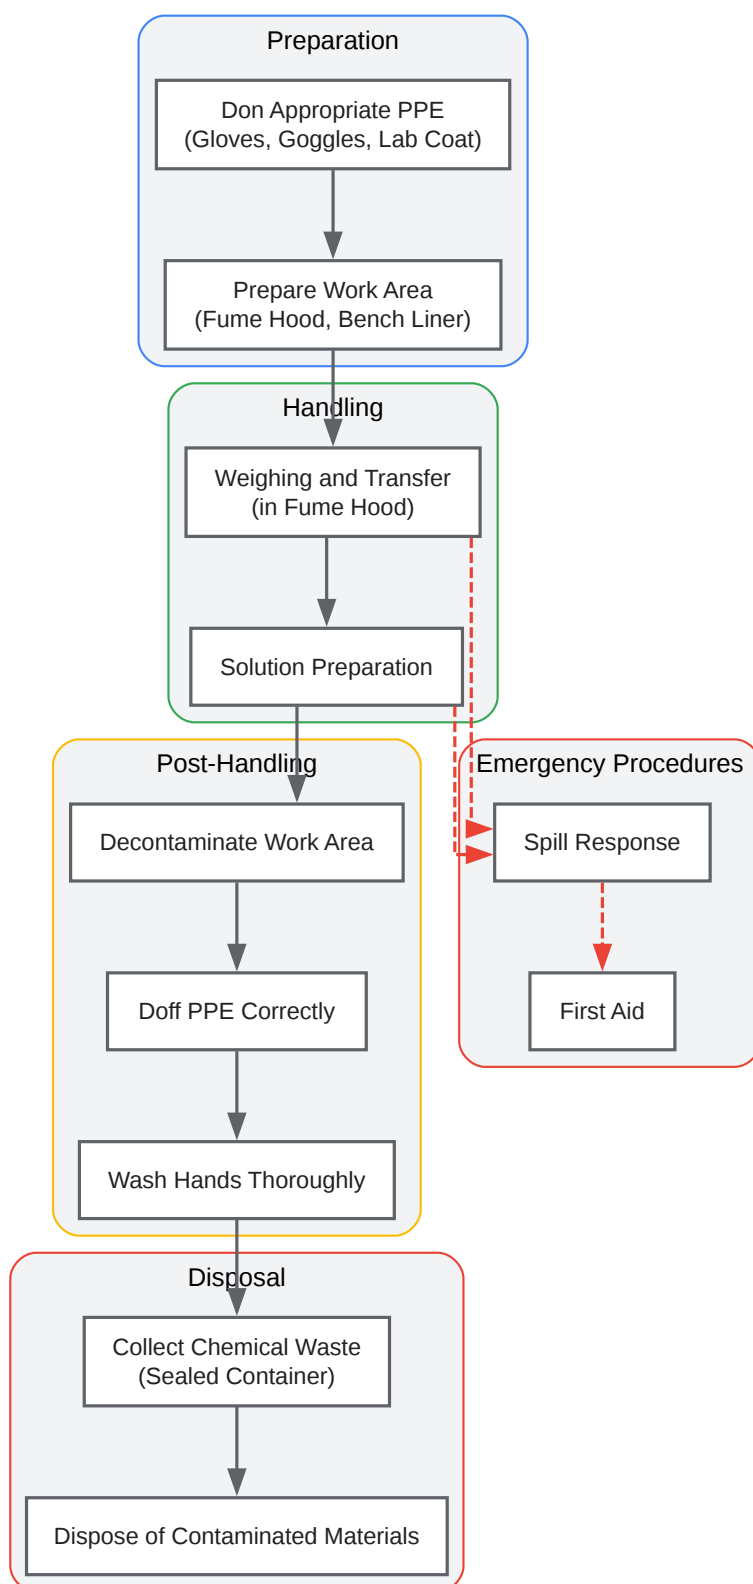 Preparation
Don Appropriate PPE
(Gloves, Goggles, Lab Coat)
Prepare Work Area
(Fume Hood, Bench Liner)
Handling
Weighing and Transfer
(in Fume Hood)
Solution Preparation
Post-Handling
Decontaminate Work Area
Doff PPE Correctly
Wash Hands Thoroughly
Emergency Procedures
Spill Response
First Aid
Disposal
Collect Chemical Waste
(Sealed Container)
Dispose of Contaminated Materials